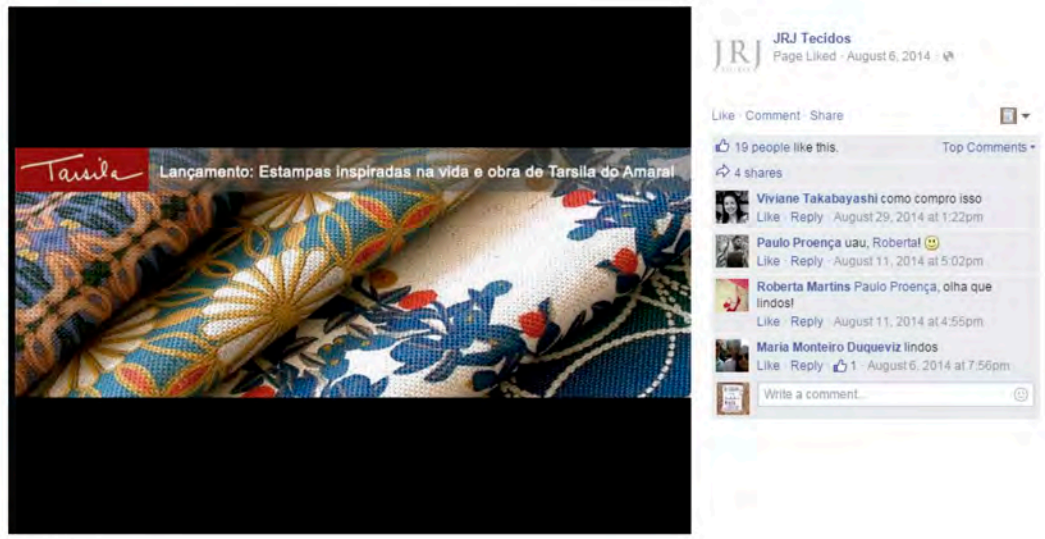 Tarsila
Lançamento: Estampas inspiradas na vida e obra de Tarsila do Amaral
JRJ
JRJ Tecidos
Page Liked · August 6, 2014 ·
Like · Comment · Share
19 people like this.
Top Comments
4 shares
Viviane Takabayashi como compro isso
Like · Reply · August 29, 2014 at 1:22pm
Paulo Proença uau, Roberta!
Like · Reply · August 11, 2014 at 5:02pm
Roberta Martins Paulo Proença, olha que
lindos!
Like · Reply · August 11, 2014 at 4:55pm
Maria Monteiro Duqueviz lindos
Like · Reply · 1 · August 6, 2014 at 7:56pm
Write a comment...